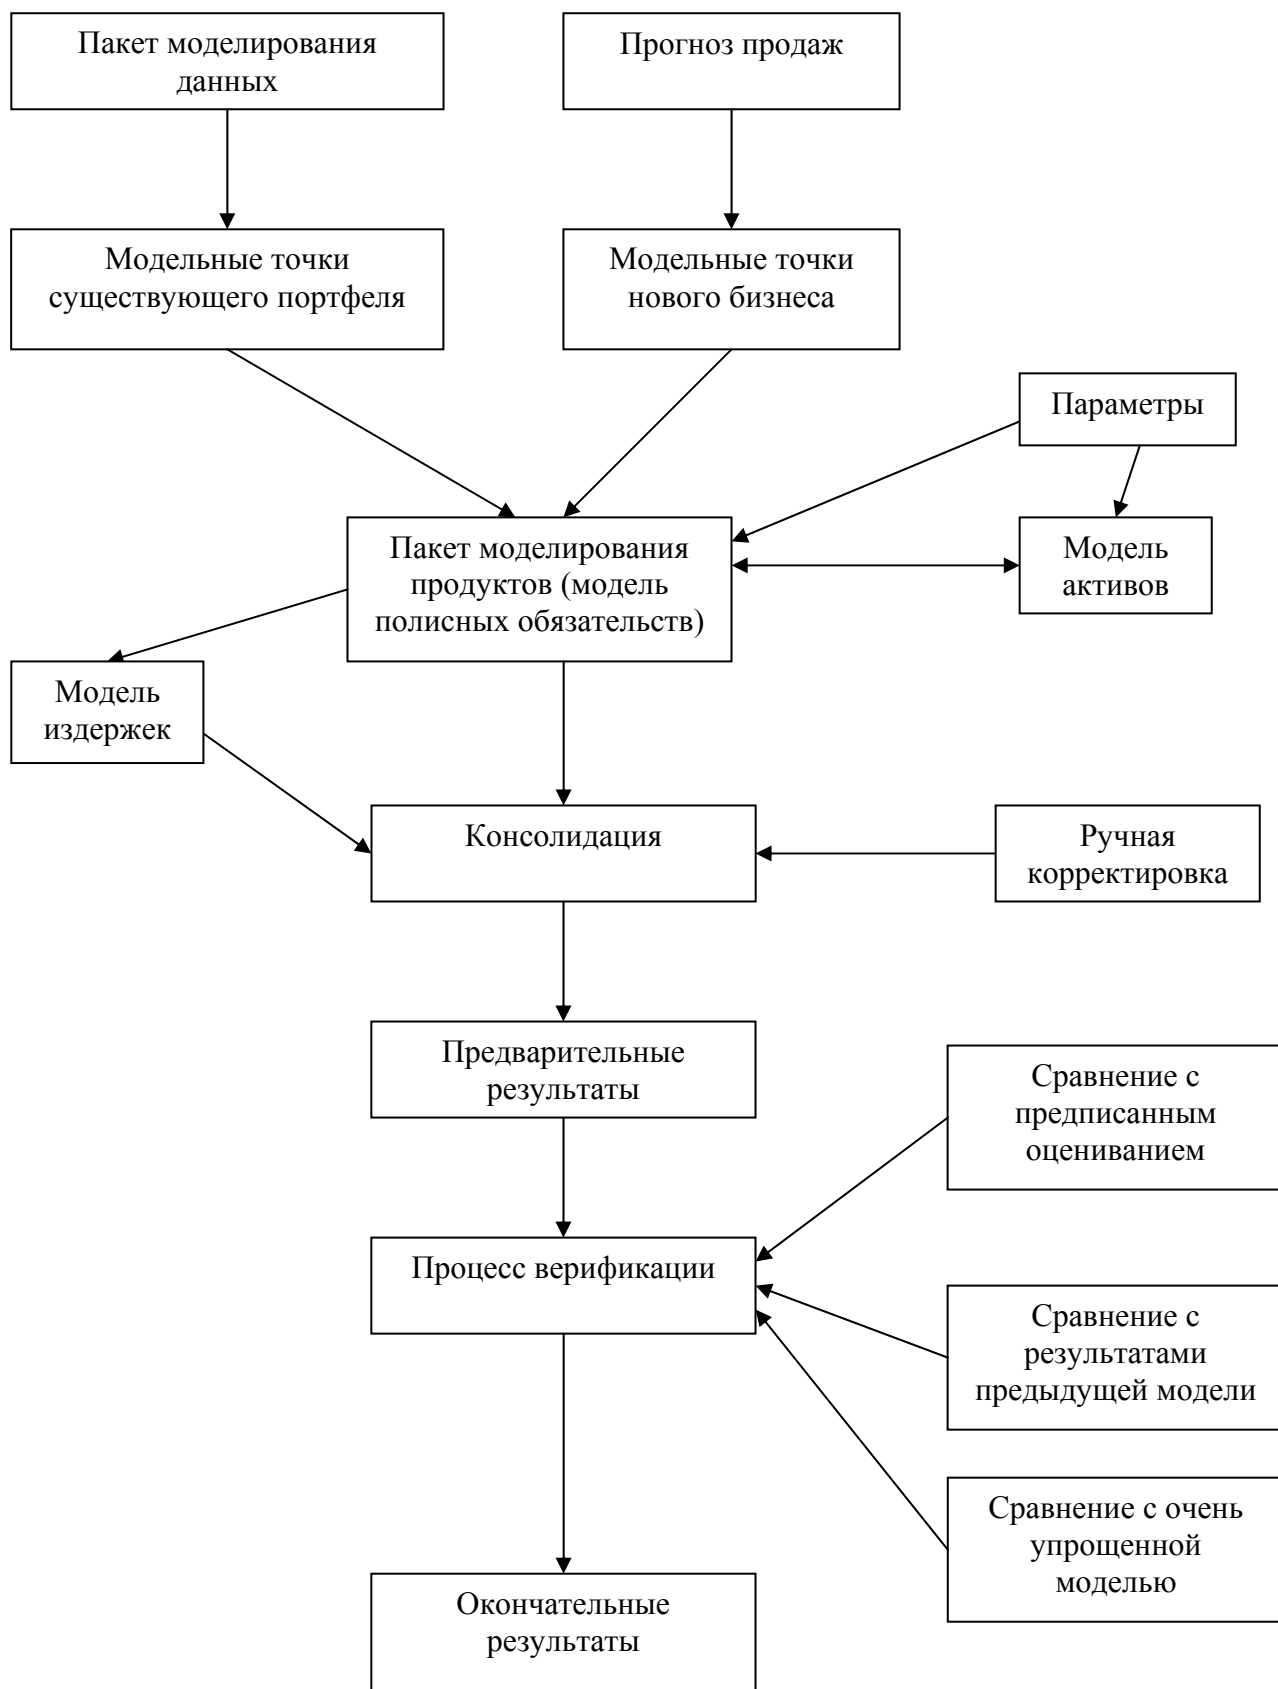 Пакет моделирования
данных
Прогноз продаж
Модельные точки
существующего портфеля
Модельные точки
нового бизнеса
Параметры
Пакет моделирования
продуктов (модель
полисных обязательств)
Модель
активов
Модель
издержек
Консолидация
Ручная
корректировка
Предварительные
результаты
Сравнение с
предписанным
оцениванием
Процесс верификации
Сравнение с
результатами
предыдущей модели
Сравнение с очень
упрощенной
моделью
Окончательные
результаты